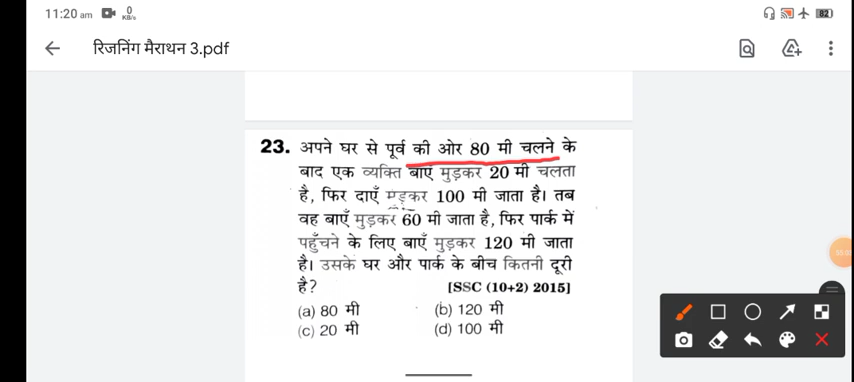 11:20 am 0 KB/s 82
रिजनिंग मैराथन 3.pdf
23. अपने घर से पूर्व की ओर 80 मी चलने के
बाद एक व्यक्ति बाएँ मुड़कर 20 मी चलता
है, फिर दाएँ मुड़कर 100 मी जाता है। तब
वह बाएँ मुड़कर 60 मी जाता है, फिर पार्क में
पहुँचने के लिए बाएँ मुड़कर 120 मी जाता
है। उसके घर और पार्क के बीच कितनी दूरी
है? [SSC (10+2) 2015]
(a) 80 मी (b) 120 मी
(c) 20 मी (d) 100 मी